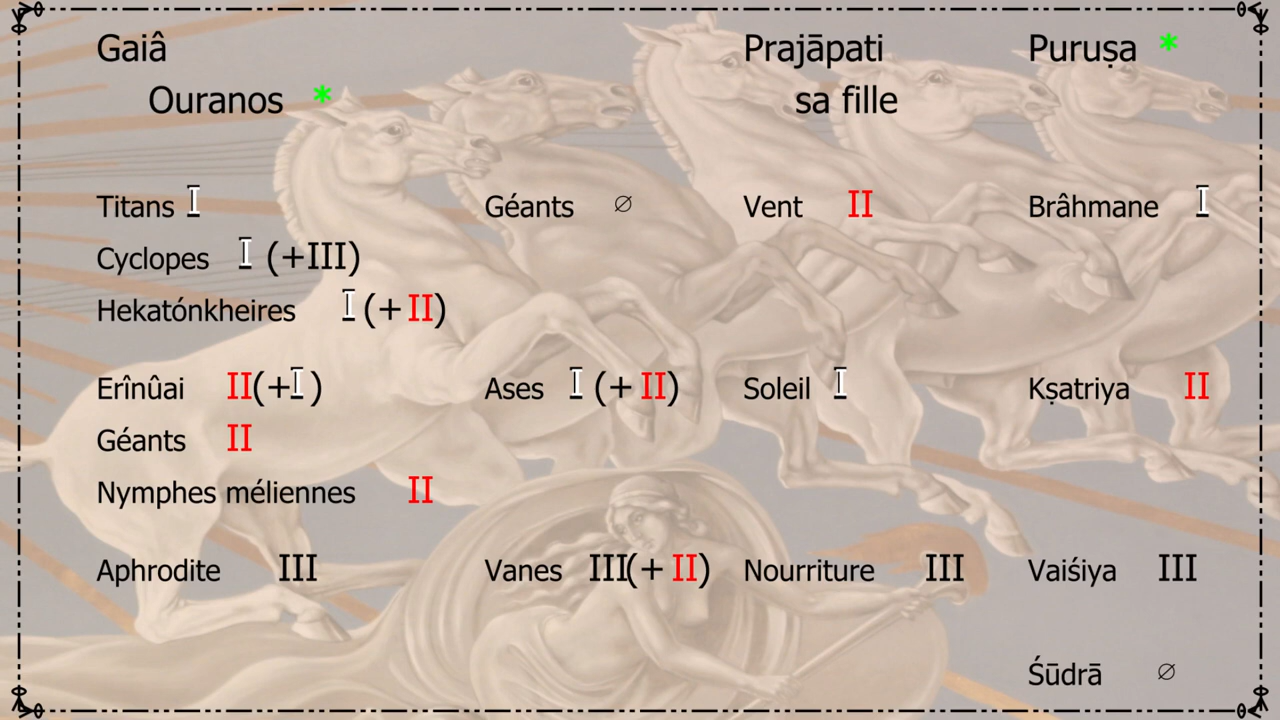 Gaiâ Prajāpati Puruṣa *
Ouranos * sa fille
Titans I Géants ∅ Vent II Brâhmane I
Cyclopes I (+III)
Hekatónkheires I (+ II)
Erînûai II(+I ) Ases I (+ II) Soleil I Kṣatriya II
Géants II
Nymphes méliennes II
Aphrodite III Vanes III(+ II) Nourriture III Vaiśiya III
Śūdrā ∅